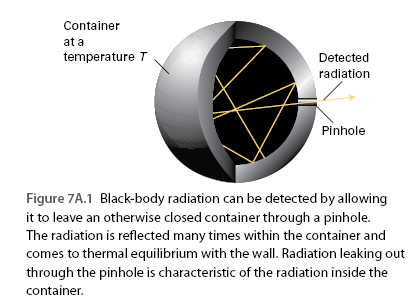 Container
at a
temperature T
Detected
radiation
Pinhole
Figure 7A.1 Black-body radiation can be detected by allowing
it to leave an otherwise closed container through a pinhole.
The radiation is reflected many times within the container and
comes to thermal equilibrium with the wall. Radiation leaking out
through the pinhole is characteristic of the radiation inside the
container.